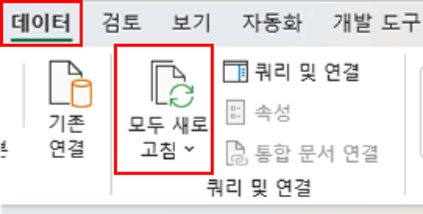 데이터 검토 보기 자동화 개발 도구
기존
연결
모두 새로
고침
쿼리 및 연결
속성
통합 문서 연결
쿼리 및 연결